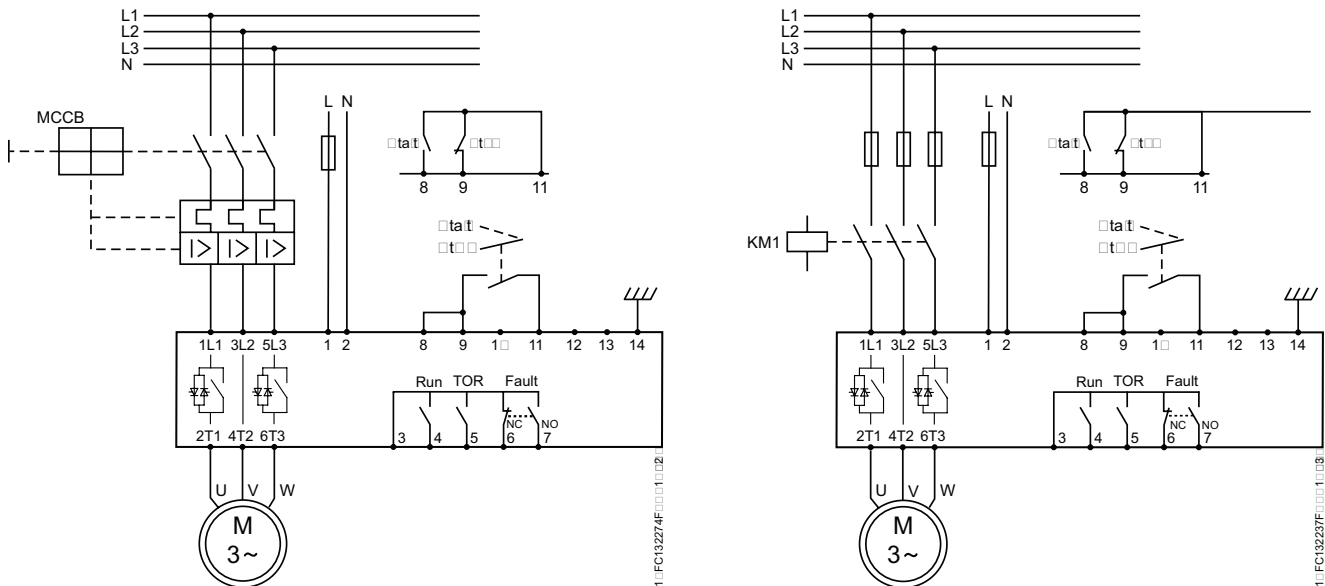 L1
L2
L3
N
MCCB
L N
8 9 11
1L1 3L2 5L3 1 2 8 9 11 12 13 14
Run TOR Fault
NC NO
2T1 4T2 6T3 3 4 5 6 7
U V W
M
3~
L1
L2
L3
N
L N
8 9 11
KM1
1L1 3L2 5L3 1 2 8 9 11 12 13 14
Run TOR Fault
NC NO
2T1 4T2 6T3 3 4 5 6 7
U V W
M
3~